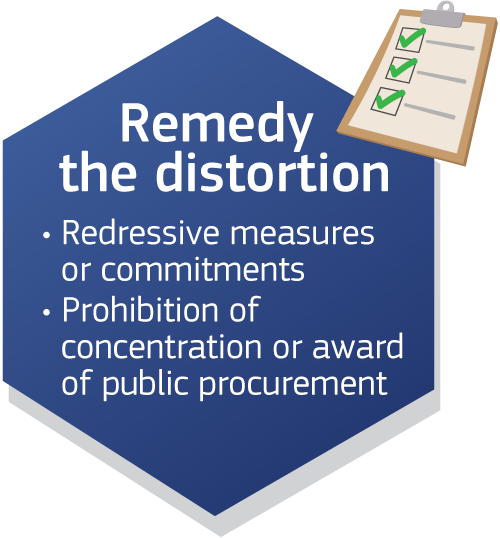 Remedy
the distortion
• Redressive measures
or commitments
• Prohibition of
concentration or award
of public procurement